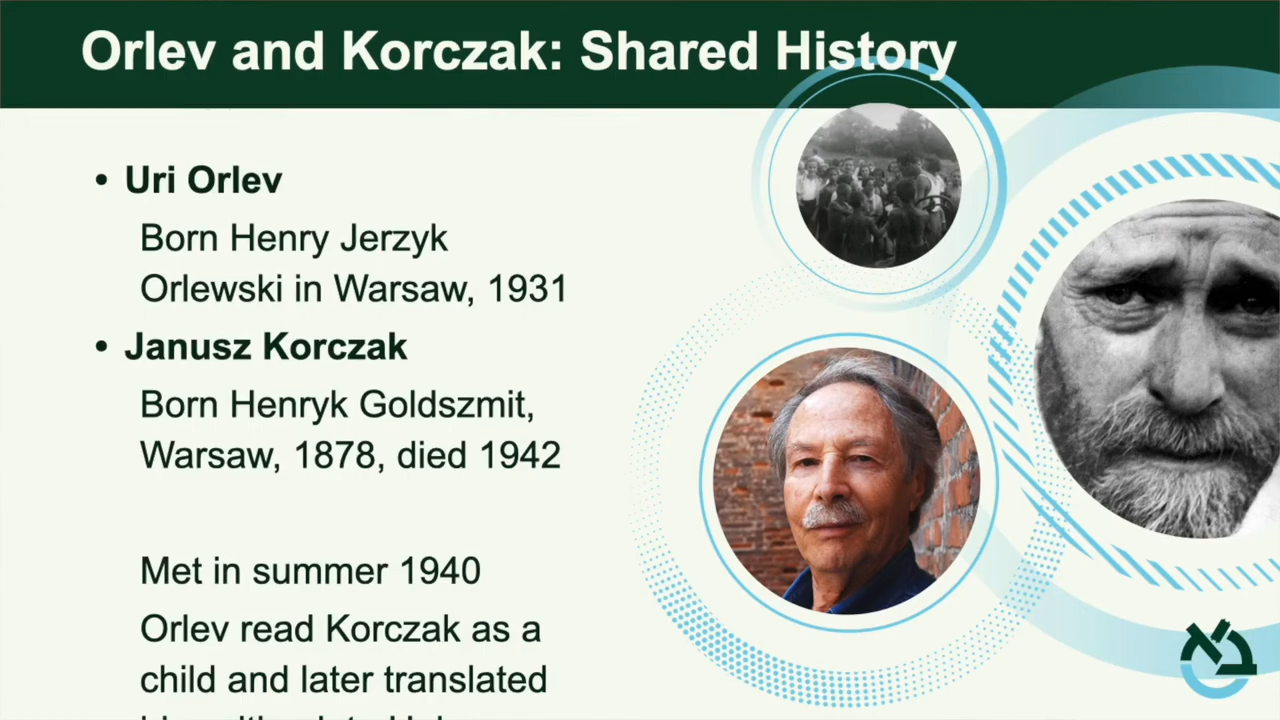 Orlev and Korczak: Shared History
• Uri Orlev
Born Henry Jerzyk
Orlewski in Warsaw, 1931
• Janusz Korczak
Born Henryk Goldszmit,
Warsaw, 1878, died 1942
Met in summer 1940
Orlev read Korczak as a
child and later translated